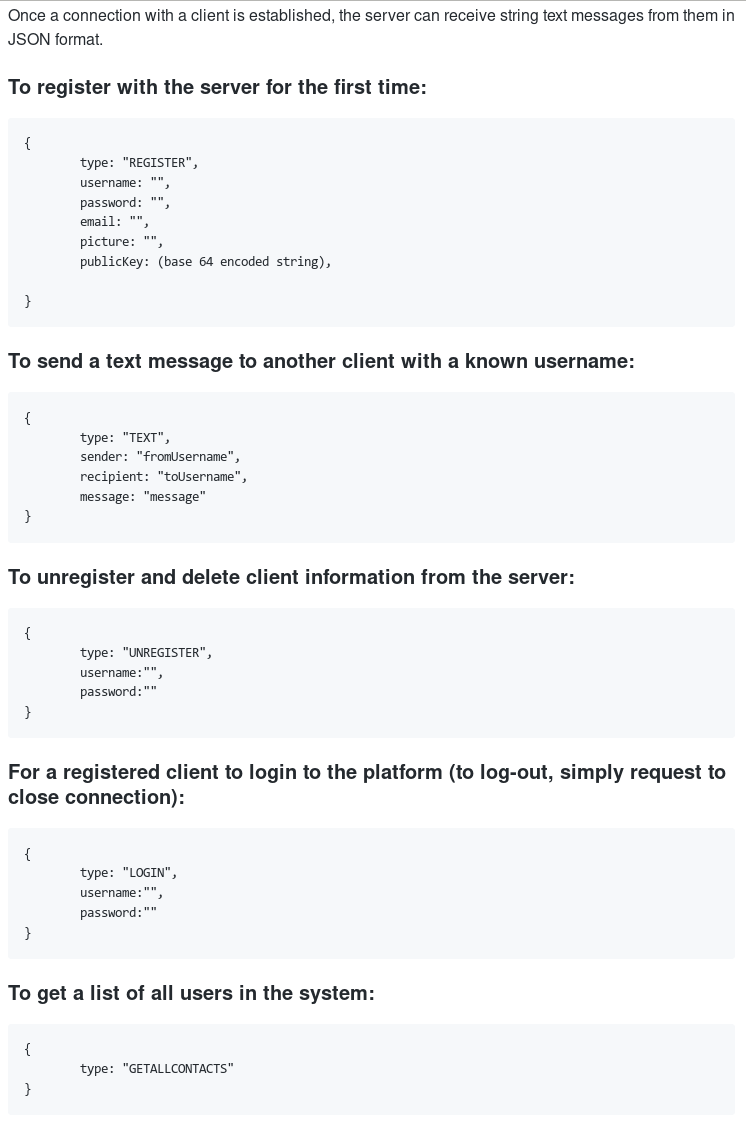 Once a connection with a client is established, the server can receive string text messages from them in
JSON format.
To register with the server for the first time:
{
type: "REGISTER",
username: "",
password: "",
email: "",
picture: "",
publicKey: (base 64 encoded string),
}
To send a text message to another client with a known username:
{
type: "TEXT",
sender: "fromUsername",
recipient: "toUsername",
message: "message"
}
To unregister and delete client information from the server:
{
type: "UNREGISTER",
username:"",
password:""
}
For a registered client to login to the platform (to log-out, simply request to
close connection):
{
type: "LOGIN",
username:"",
password:""
}
To get a list of all users in the system:
{
type: "GETALLCONTACTS"
}